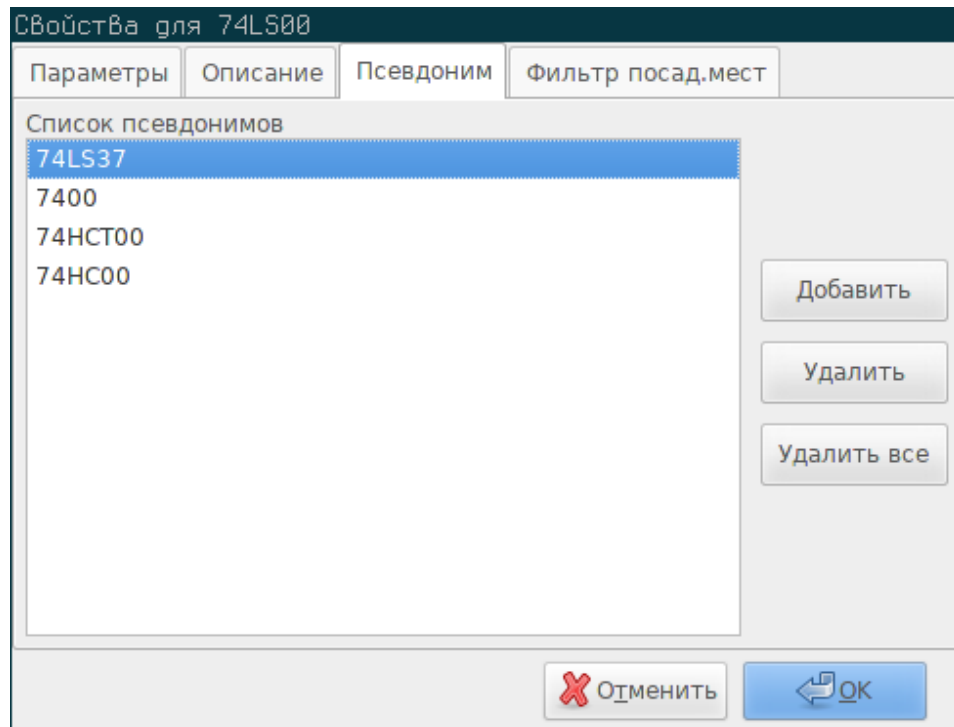 Свойства для 74LS00
Параметры Описание Псевдоним Фильтр посад.мест
Список псевдонимов
74LS37
7400
74HCT00
74HC00
Добавить
Удалить
Удалить все
Отменить OK